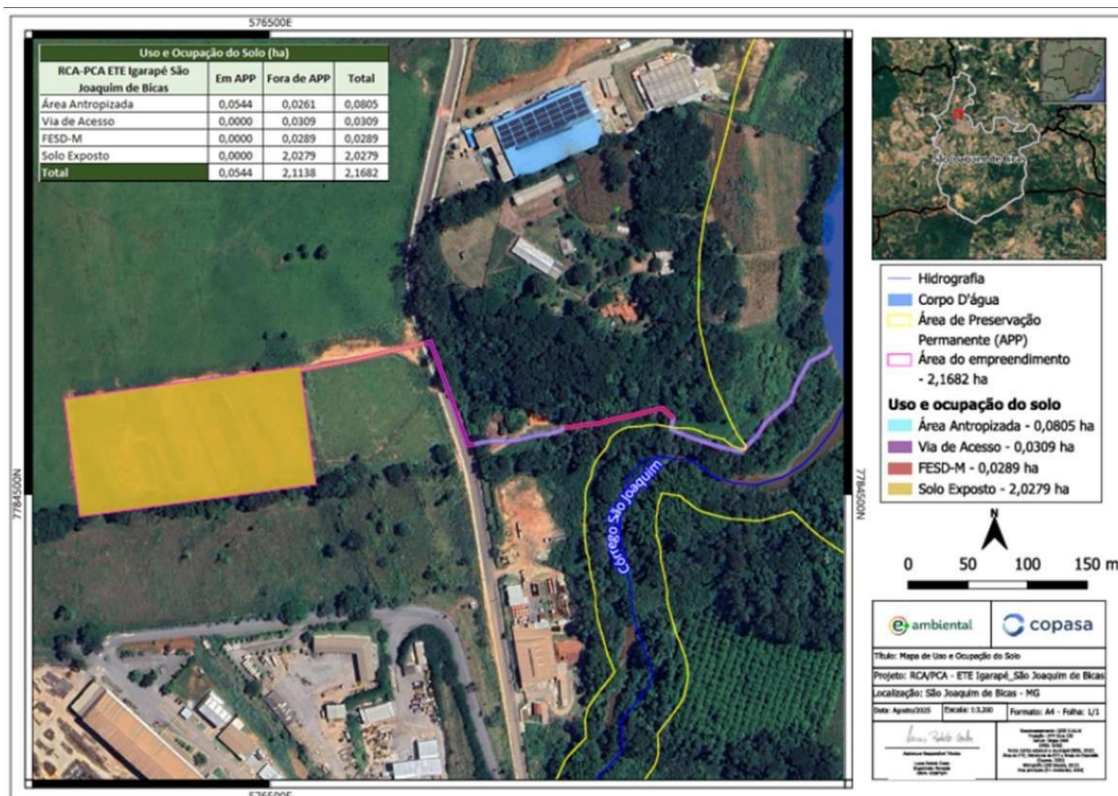 576500E
Uso e Ocupação do Solo (ha)
RCA-PCA ETE Igarapé São Joaquim de Bicas Em APP Fora de APP Total
Área Antropizada 0,0544 0,0261 0,0805
Via de Acesso 0,0000 0,0309 0,0309
FESD-M 0,0000 0,0289 0,0289
Solo Exposto 0,0000 2,0279 2,0279
Total 0,0544 2,1138 2,1682
7784500N
Córrego São Joaquim
7784500N
576500E
São Joaquim de Bicas
Hidrografia
Corpo D'água
Área de Preservação
Permanente (APP)
Área do empreendimento
- 2,1682 ha
Uso e ocupação do solo
Área Antropizada - 0,0805 ha
Via de Acesso - 0,0309 ha
FESD-M - 0,0289 ha
Solo Exposto - 2,0279 ha
N
0 50 100 150 m
e ambiental copasa
Título: Mapa de Uso e Ocupação do Solo
Projeto: RCA/PCA - ETE Igarapé_São Joaquim de Bicas
Localização: São Joaquim de Bicas - MG
Data: Agosto/2025 Escala: 1:3.200 Formato: A4 - Folha: 1/1